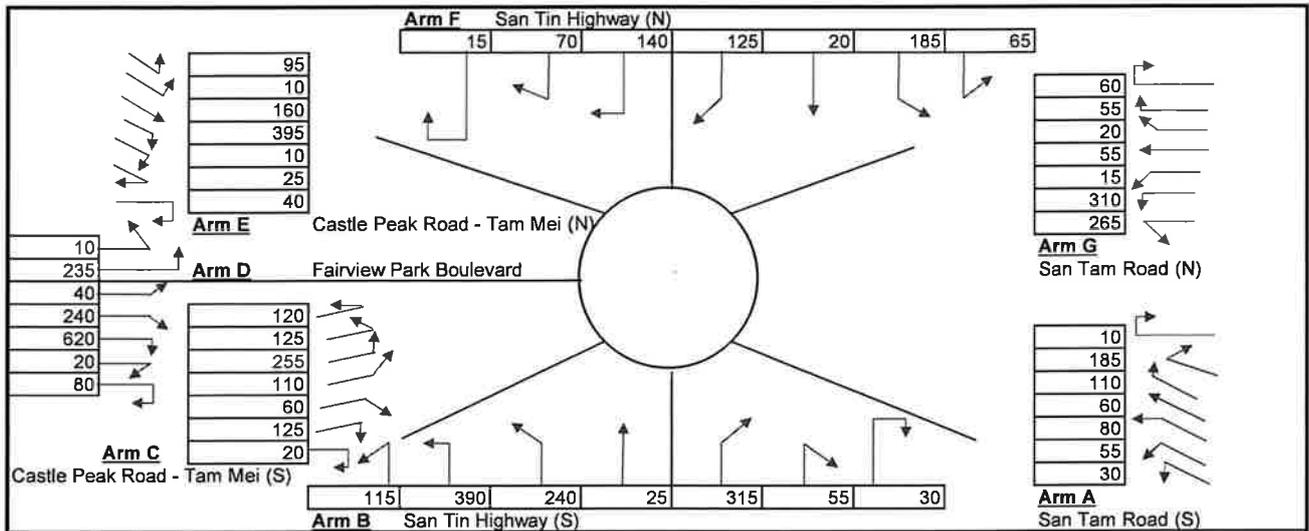 Arm F San Tin Highway (N)
15 70 140 125 20 185 65
95
10
160
395
10
25
40
Arm E Castle Peak Road - Tam Mei (N)
60
55
20
55
15
310
265
Arm G
San Tam Road (N)
10
235
40
240
620
20
80
Arm D Fairview Park Boulevard
120
125
255
110
60
125
20
Arm C
Castle Peak Road - Tam Mei (S)
10
185
110
60
80
55
30
Arm A
San Tam Road (S)
115 390 240 25 315 55 30
Arm B San Tin Highway (S)